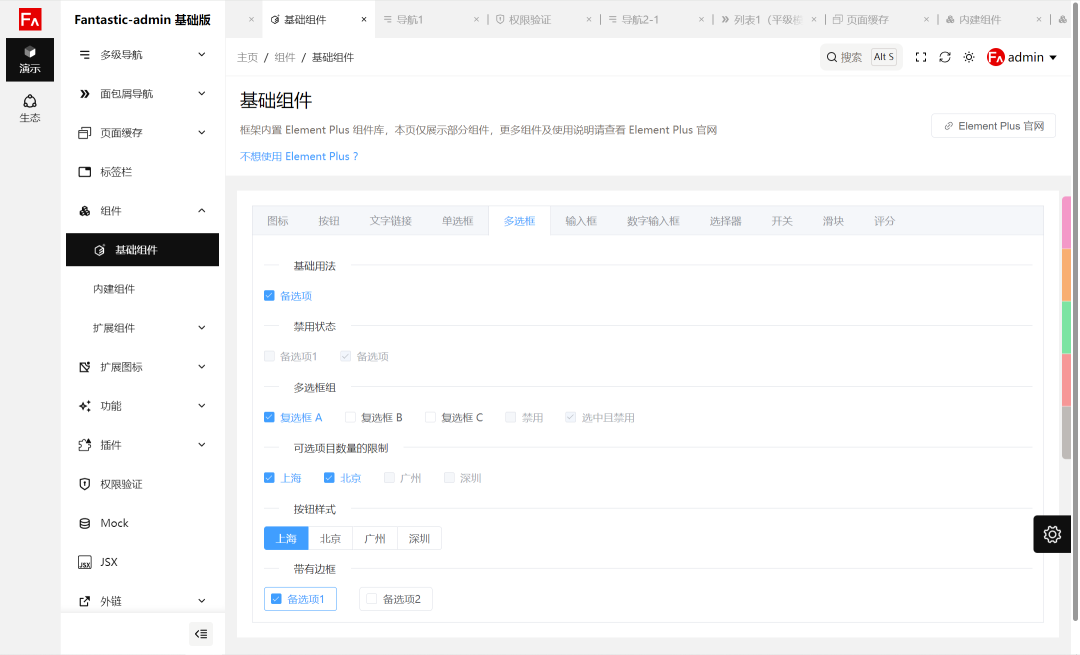 Fantastic-admin 基础版
演示
生态
多级导航
面包屑导航
页面缓存
标签栏
组件
基础组件
内建组件
扩展组件
扩展图标
功能
插件
权限验证
Mock
JSX
外链
基础组件 导航1 权限验证 导航2-1 列表1（平级模 页面缓存 内建组件
主页 / 组件 / 基础组件
搜索 Alt S
admin
基础组件
框架内置 Element Plus 组件库，本页仅展示部分组件，更多组件及使用说明请查看 Element Plus 官网
不想使用 Element Plus ?
Element Plus 官网
图标 按钮 文字链接 单选框 多选框 输入框 数字输入框 选择器 开关 滑块 评分
基础用法
备选项
禁用状态
备选项1 备选项
多选框组
复选框 A 复选框 B 复选框 C 禁用 选中且禁用
可选项目数量的限制
上海 北京 广州 深圳
按钮样式
上海 北京 广州 深圳
带有边框
备选项1 备选项2